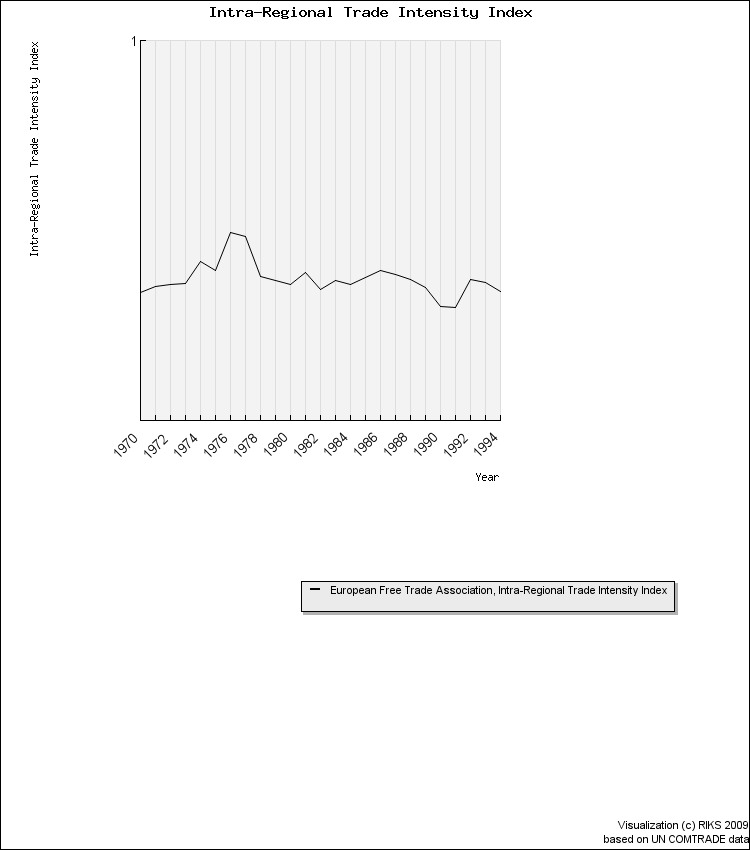 Intra-Regional Trade Intensity Index
Intra-Regional Trade Intensity Index
1
1970 1972 1974 1976 1978 1980 1982 1984 1986 1988 1990 1992 1994
Year
European Free Trade Association, Intra-Regional Trade Intensity Index
Visualization (c) RIKS 2009
based on UN COMTRADE data